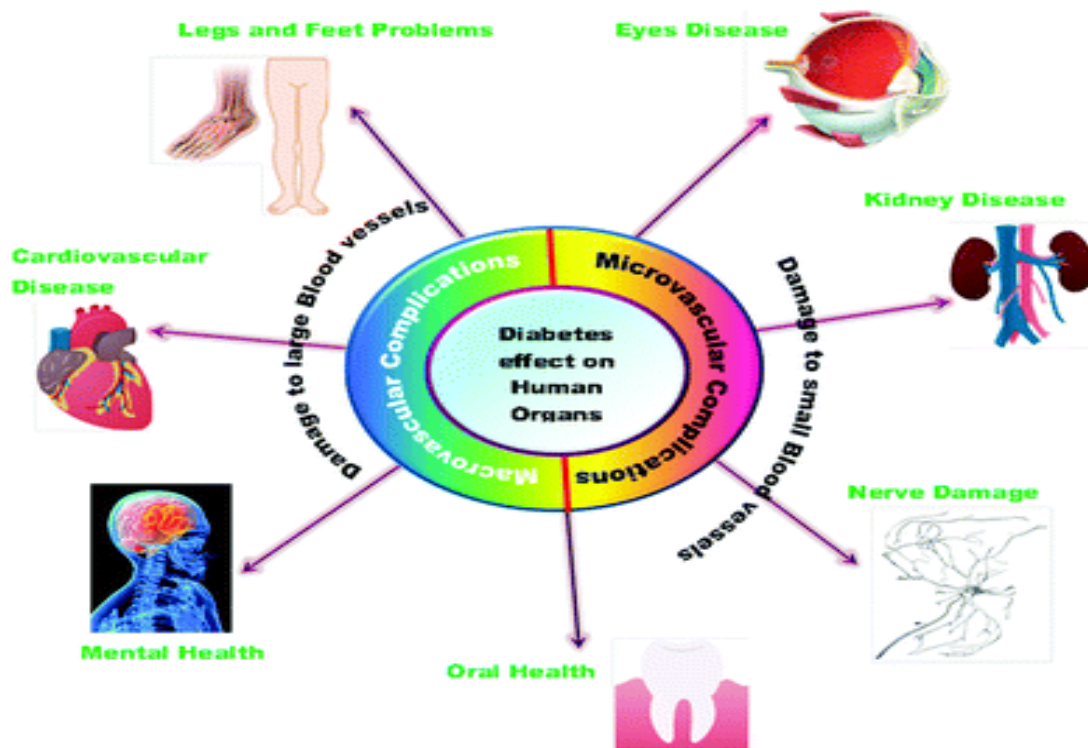 Legs and Feet Problems
Eyes Disease
Kidney Disease
Cardiovascular
Disease
Damage to large Blood vessels
Macrovascular Complications
Microvascular Complications
Damage to small Blood vessels
Diabetes
effect on
Human
Organs
Nerve Damage
Mental Health
Oral Health